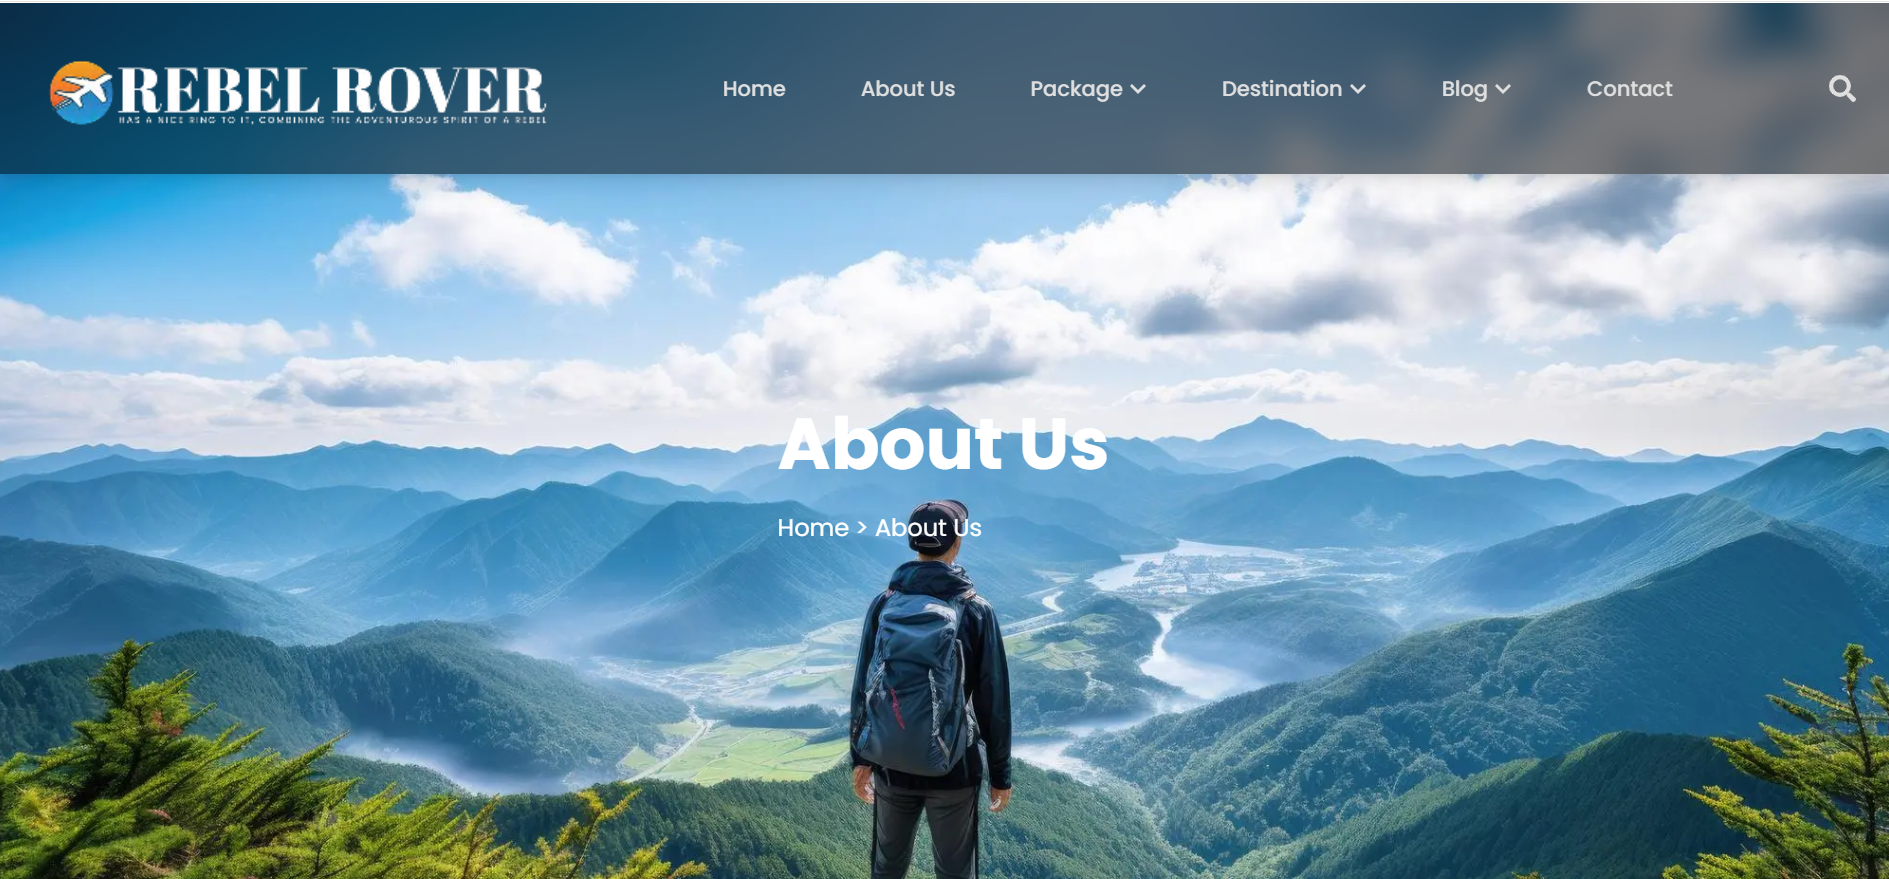 REBEL ROVER
HAS A NICE RING TO IT, COMBINING THE ADVENTUROUS SPIRIT OF A REBEL
Home About Us Package Destination Blog Contact
About Us
Home > About Us